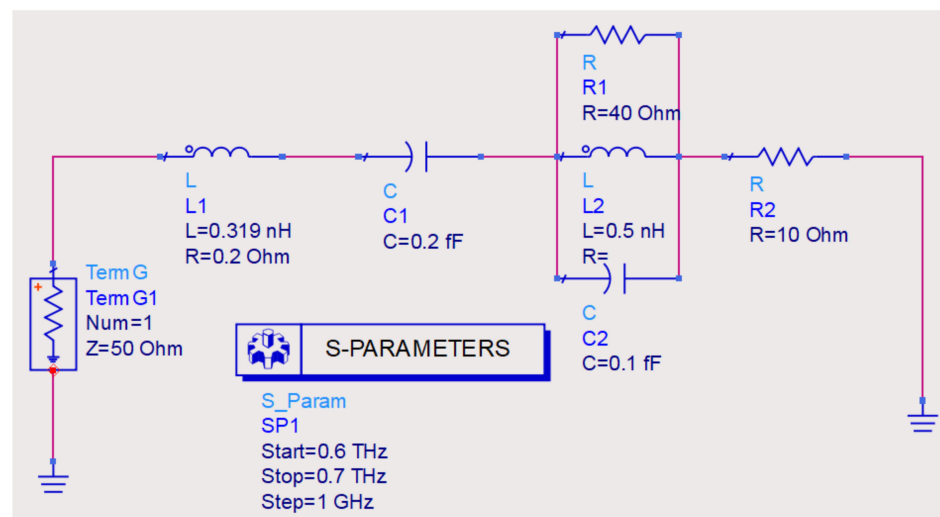 R
R1
R=40 Ohm
L
L1
L=0.319 nH
R=0.2 Ohm
C
C1
C=0.2 fF
L
L2
L=0.5 nH
R=
R
R2
R=10 Ohm
C
C2
C=0.1 fF
+
Term G
Term G1
Num=1
Z=50 Ohm
S-PARAMETERS
S_Param
SP1
Start=0.6 THz
Stop=0.7 THz
Step=1 GHz